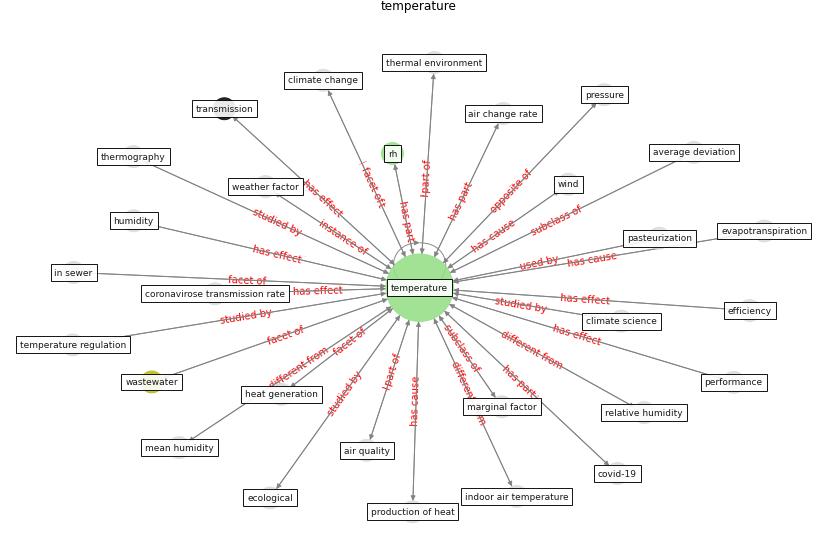 temperature
thermal environment
climate change
pressure
transmission
air change rate
rh
average deviation
thermography
weather factor
wind
facet of
part of
has part
opposite of
has effect
has part
humidity
studied by
instance of
has cause
subclass of
pasteurization
evapotranspiration
has effect
used by
has cause
in sewer
facet of
coronavirose transmission rate
has effect
temperature
studied by
has effect
efficiency
climate science
temperature regulation
studied by
facet of
different from
facet of
subclass of
different from
has effect
wastewater
performance
heat generation
studied by
part of
has cause
different from
has part
marginal factor
relative humidity
mean humidity
air quality
covid-19
ecological
indoor air temperature
production of heat